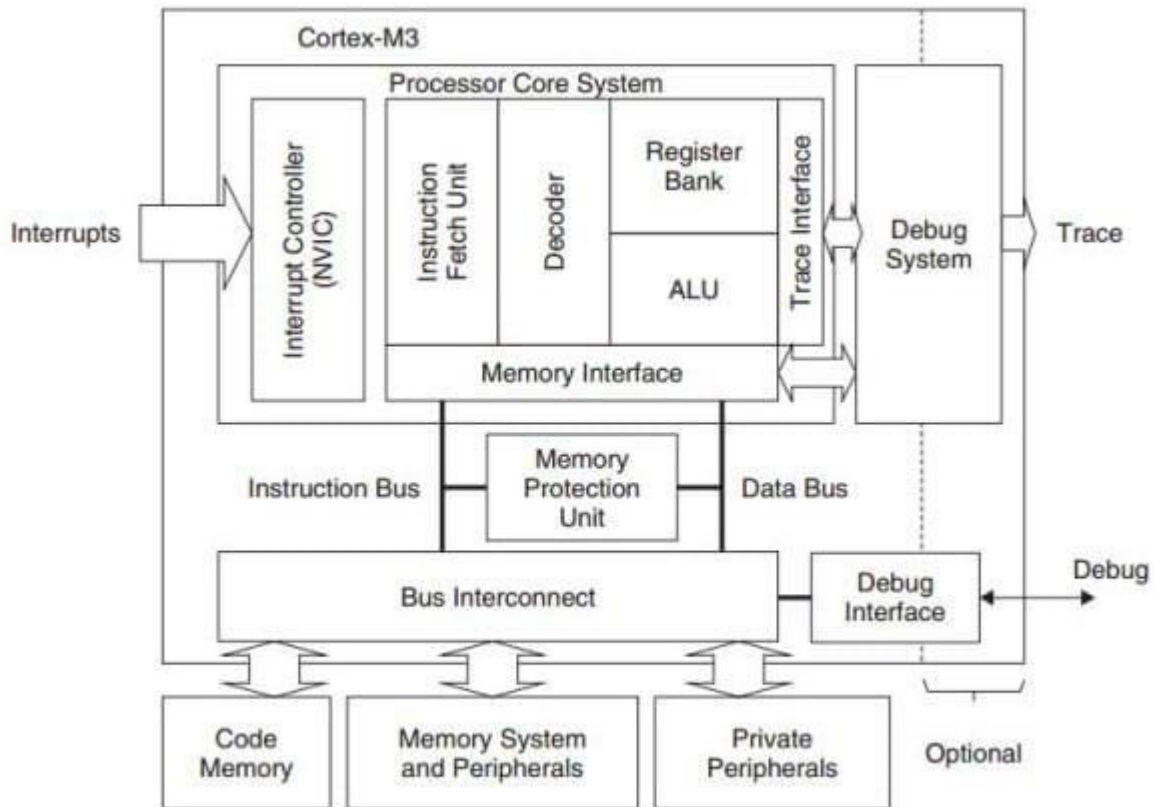 Cortex-M3
Processor Core System
Interrupts
Interrupt Controller
(NVIC)
Instruction
Fetch Unit
Decoder
Register
Bank
ALU
Trace Interface
Debug
System
Trace
Memory Interface
Instruction Bus
Memory
Protection
Unit
Data Bus
Bus Interconnect
Debug
Interface
Debug
Code
Memory
Memory System
and Peripherals
Private
Peripherals
Optional